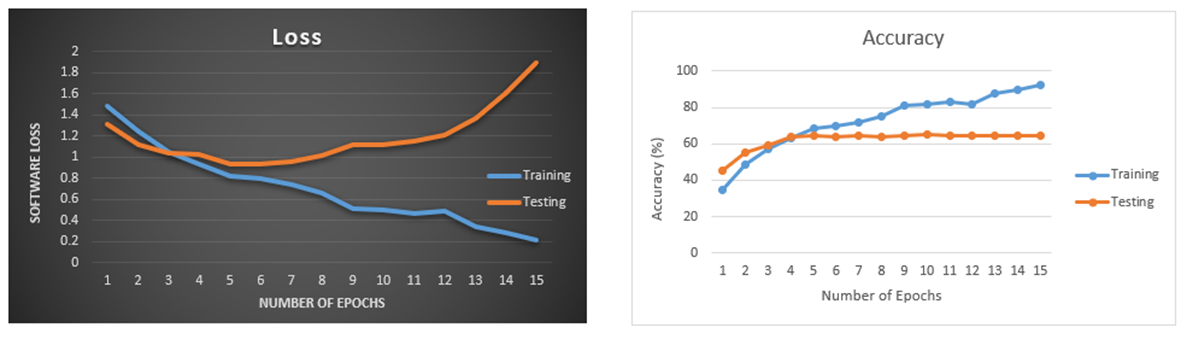 Loss
2
1.8
1.6
1.4
1.2
1
0.8
0.6
0.4
0.2
0
SOFTWARE LOSS
1 2 3 4 5 6 7 8 9 10 11 12 13 14 15
NUMBER OF EPOCHS
Training
Testing
Accuracy
100
80
60
40
20
0
Accuracy (%)
1 2 3 4 5 6 7 8 9 10 11 12 13 14 15
Number of Epochs
Training
Testing